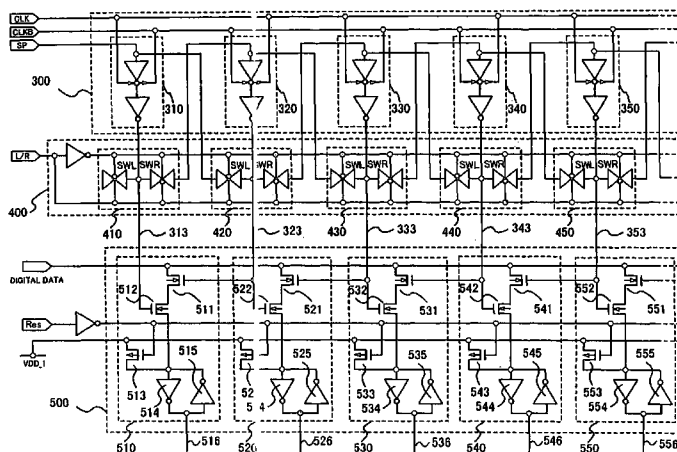 CLK
CLKB
SP
300
310 320 330 340 350
L/R
SWL SWR SWL SWR SWL SWR SWL SWR SWL SWR
400
410 420 430 440 450
313 323 333 343 353
DIGITAL DATA
512 522 532 542 552
511 521 531 541 551
Res
VDD_1
515 525 535 545 555
513 533 543 553
514 534 544 554
500
510 520 530 540 550
516 526 536 546 556